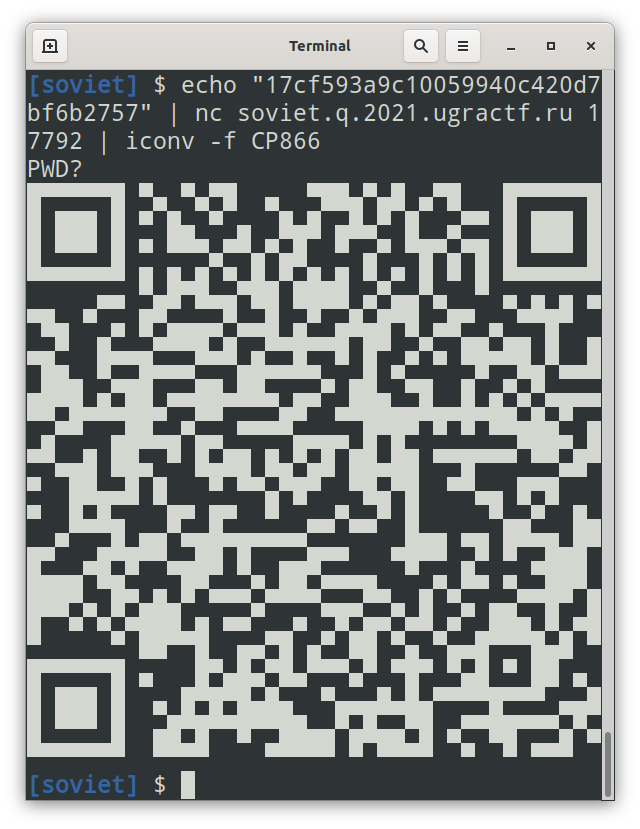 Terminal
[soviet] $ echo "17cf593a9c10059940c420d7
bf6b2757" | nc soviet.q.2021.ugractf.ru 1
7792 | iconv -f CP866
PWD?
[soviet] $